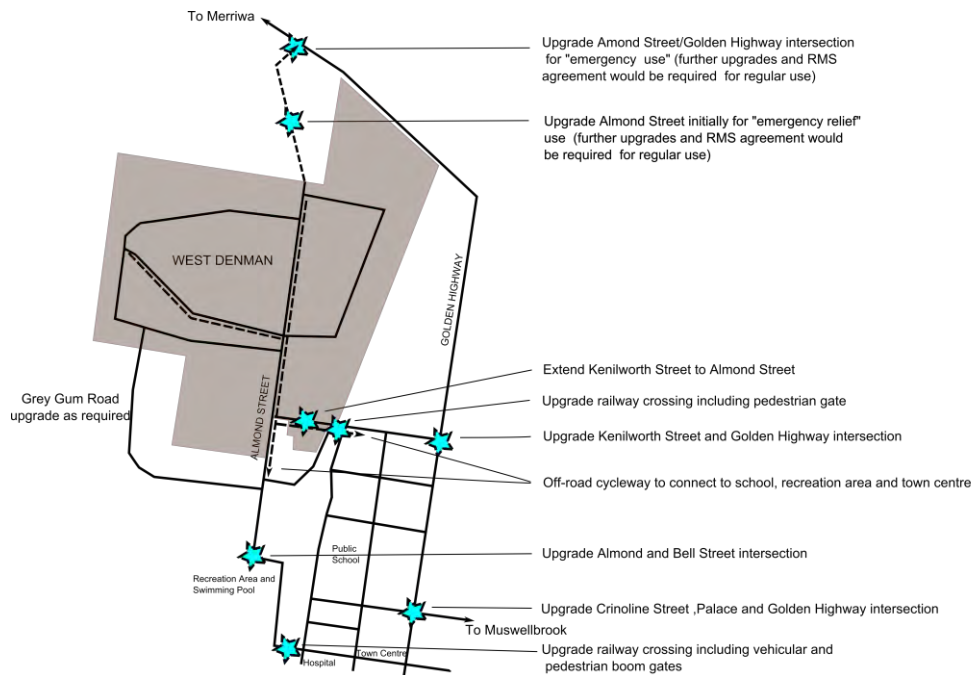 To Merriwa
Upgrade Amond Street/Golden Highway intersection
for "emergency use" (further upgrades and RMS
agreement would be required for regular use)
Upgrade Almond Street initially for "emergency relief"
use (further upgrades and RMS agreement would
be required for regular use)
WEST DENMAN
GOLDEN HIGHWAY
Extend Kenilworth Street to Almond Street
Grey Gum Road
upgrade as required
ALMOND STREET
Upgrade railway crossing including pedestrian gate
Upgrade Kenilworth Street and Golden Highway intersection
Off-road cycleway to connect to school, recreation area and town centre
Public
School
Upgrade Almond and Bell Street intersection
Recreation Area and
Swimming Pool
Upgrade Crinoline Street ,Palace and Golden Highway intersection
To Muswellbrook
Upgrade railway crossing including vehicular and
pedestrian boom gates
Town Centre
Hospital